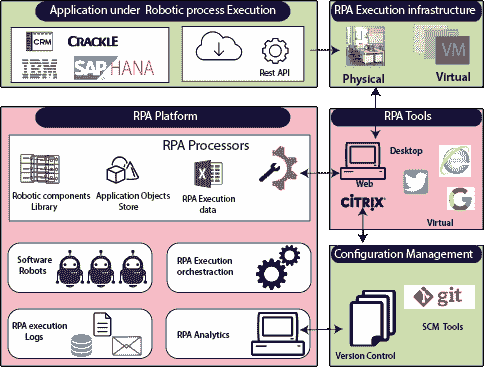 Application under Robotic process Execution
CRM
CRACKLE
IBM
SAP HANA
Rest API
RPA Execution infrastructure
Physical
VM
Virtual
RPA Platform
RPA Processors
Robotic components
Library
Application Objects
Store
RPA Execution
data
Software
Robots
RPA Execution
orchestraction
RPA execution
Logs
RPA Analytics
RPA Tools
Desktop
Web
CITRIX
Virtual
Configuration Management
git
SCM Tools
Version Control